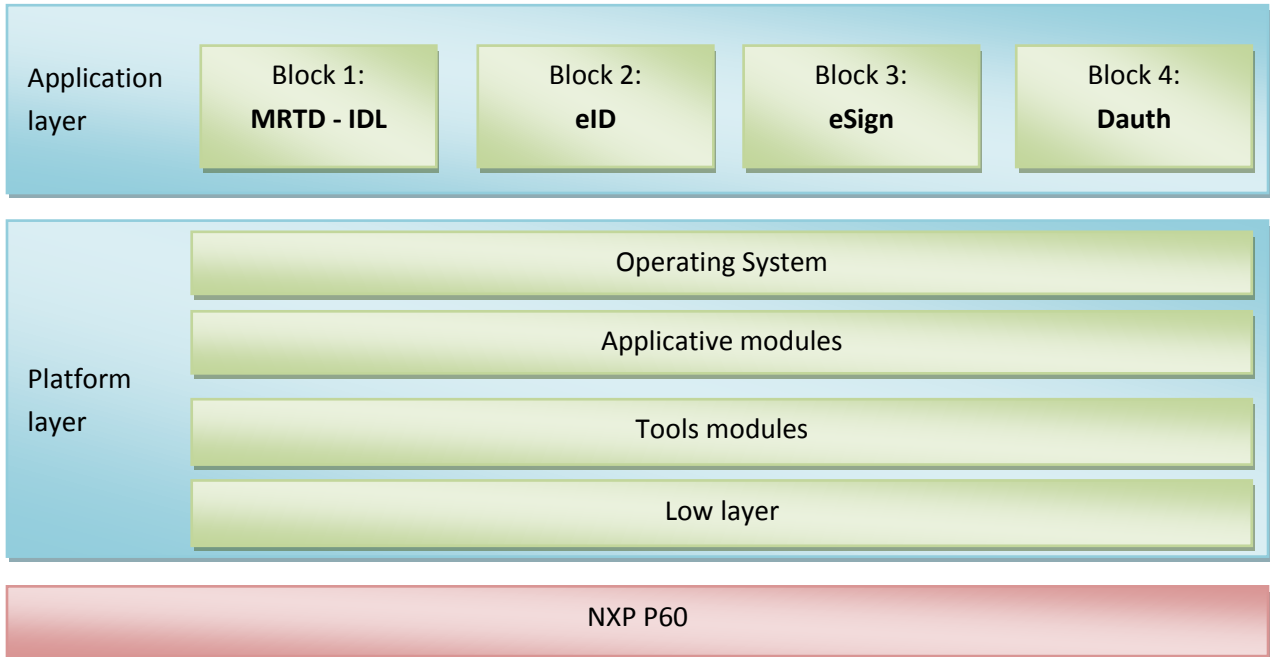 Application
layer
Block 1:
MRTD - IDL
Block 2:
eID
Block 3:
eSign
Block 4:
Dauth
Platform
layer
Operating System
Applicative modules
Tools modules
Low layer
NXP P60